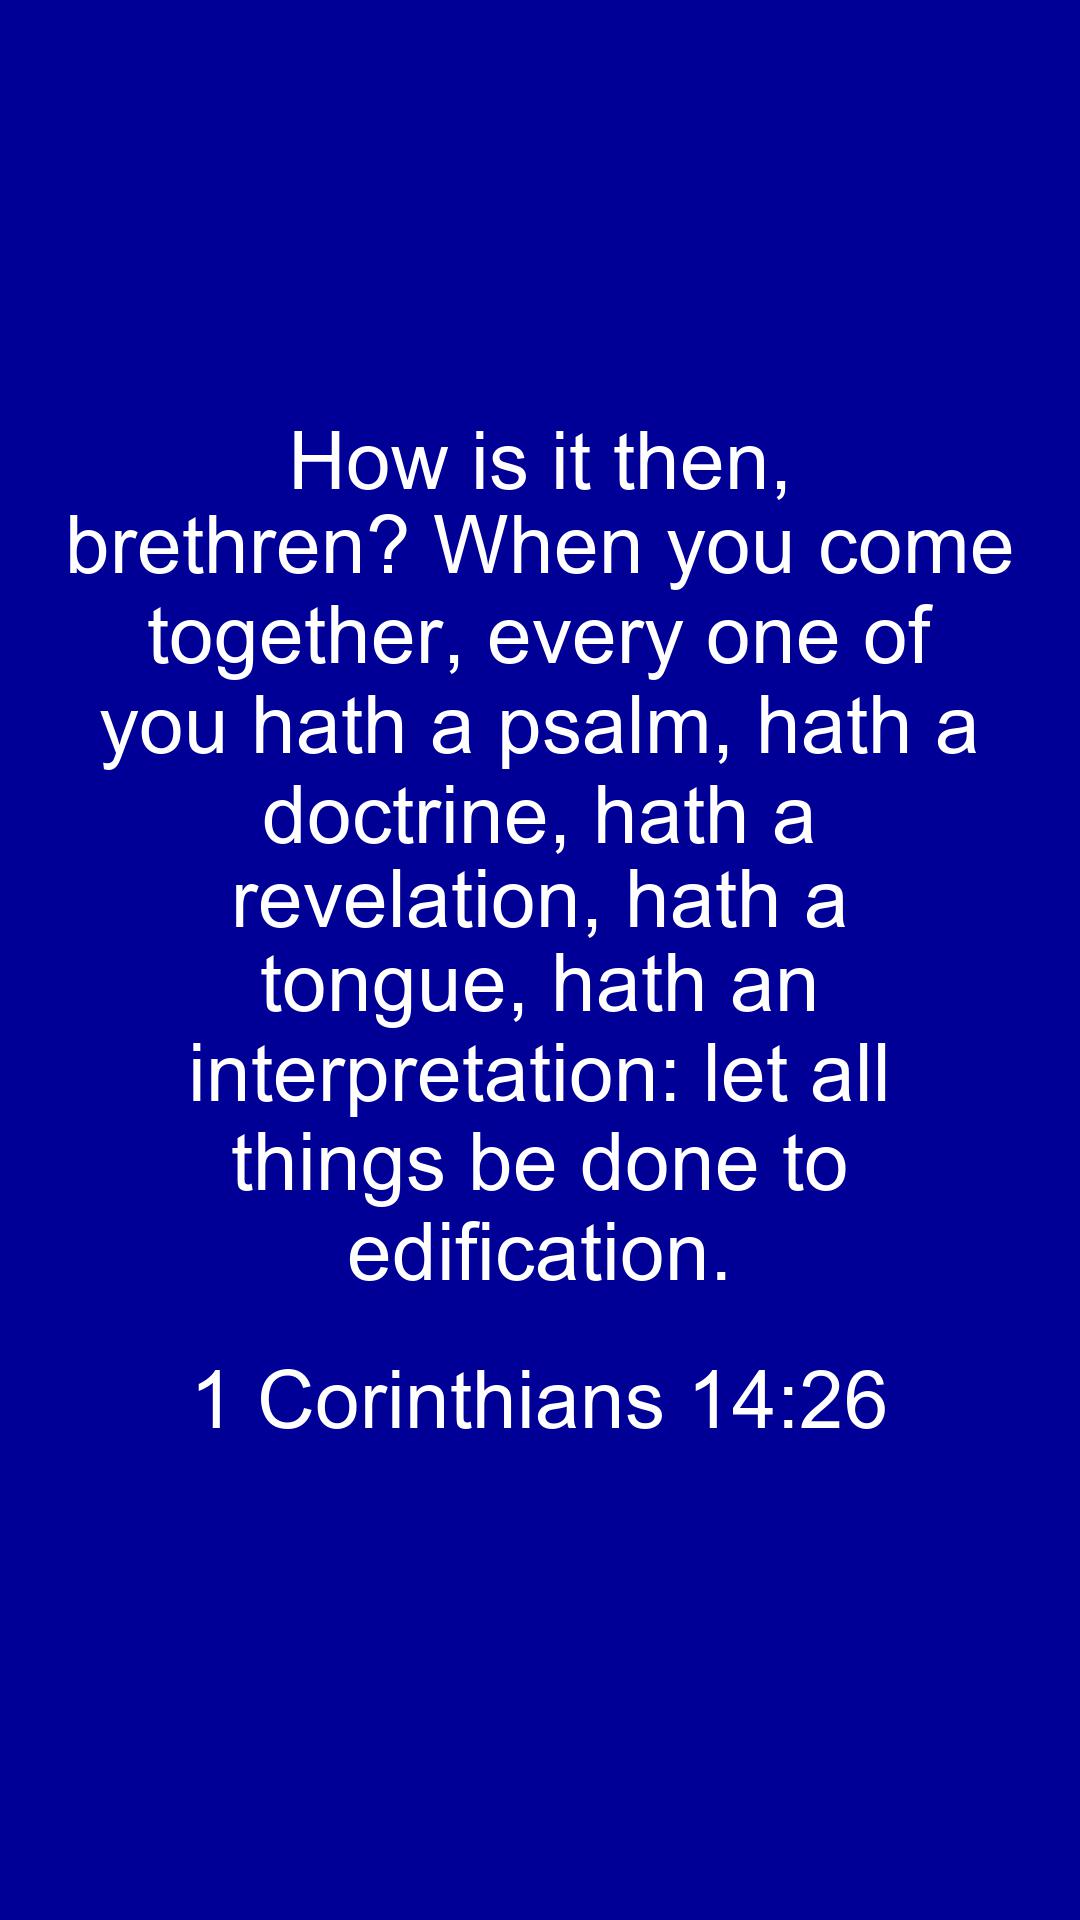 How is it then,
brethren? When you come
together, every one of
you hath a psalm, hath a
doctrine, hath a
revelation, hath a
tongue, hath an
interpretation: let all
things be done to
edification.
1 Corinthians 14:26